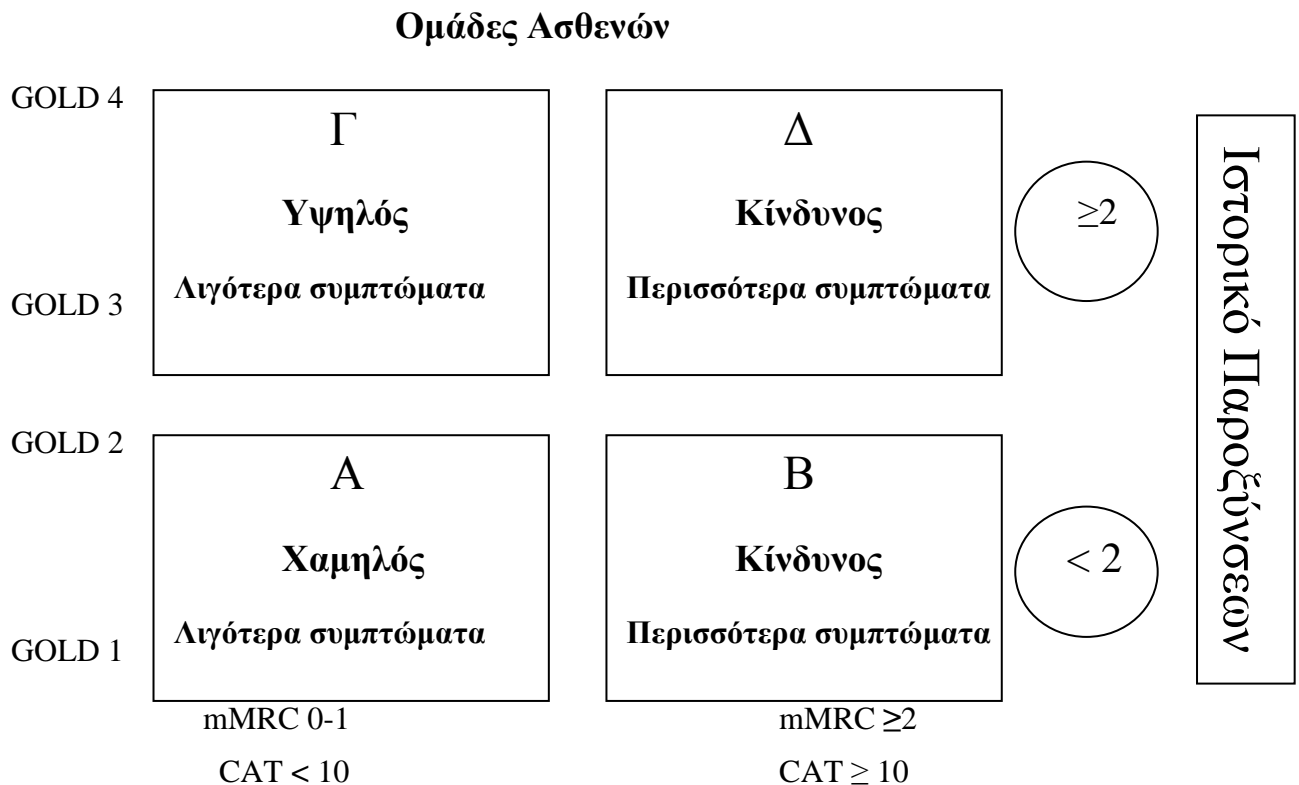 Ομάδες Ασθενών
GOLD 4
Γ
Υψηλός
Λιγότερα συμπτώματα
GOLD 3
Δ
Κίνδυνος
Περισσότερα συμπτώματα
≥2
GOLD 2
Α
Χαμηλός
Λιγότερα συμπτώματα
GOLD 1
Β
Κίνδυνος
Περισσότερα συμπτώματα
< 2
Ιστορικό Παροξύνσεων
mMRC 0-1
mMRC ≥2
CAT < 10
CAT ≥ 10